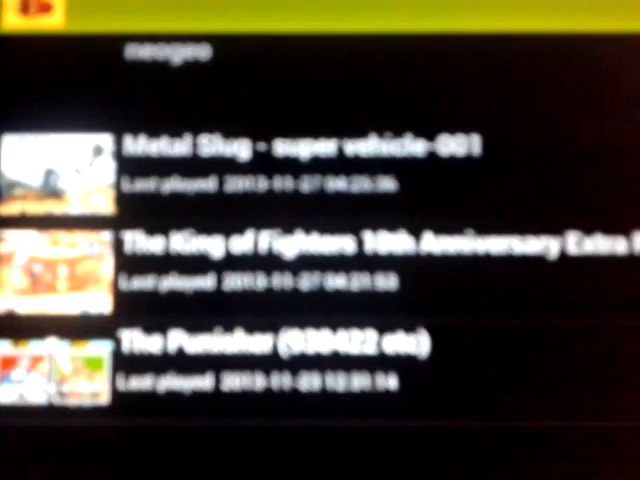 neogeo
Metal Slug - super vehicle-001
Last played 2013-11-27 04:25:36
The King of Fighters 10th Anniversary Extra
Last played 2013-11-27 04:21:53
The Punisher (930422 etc)
Last played 2013-11-23 12:31:14